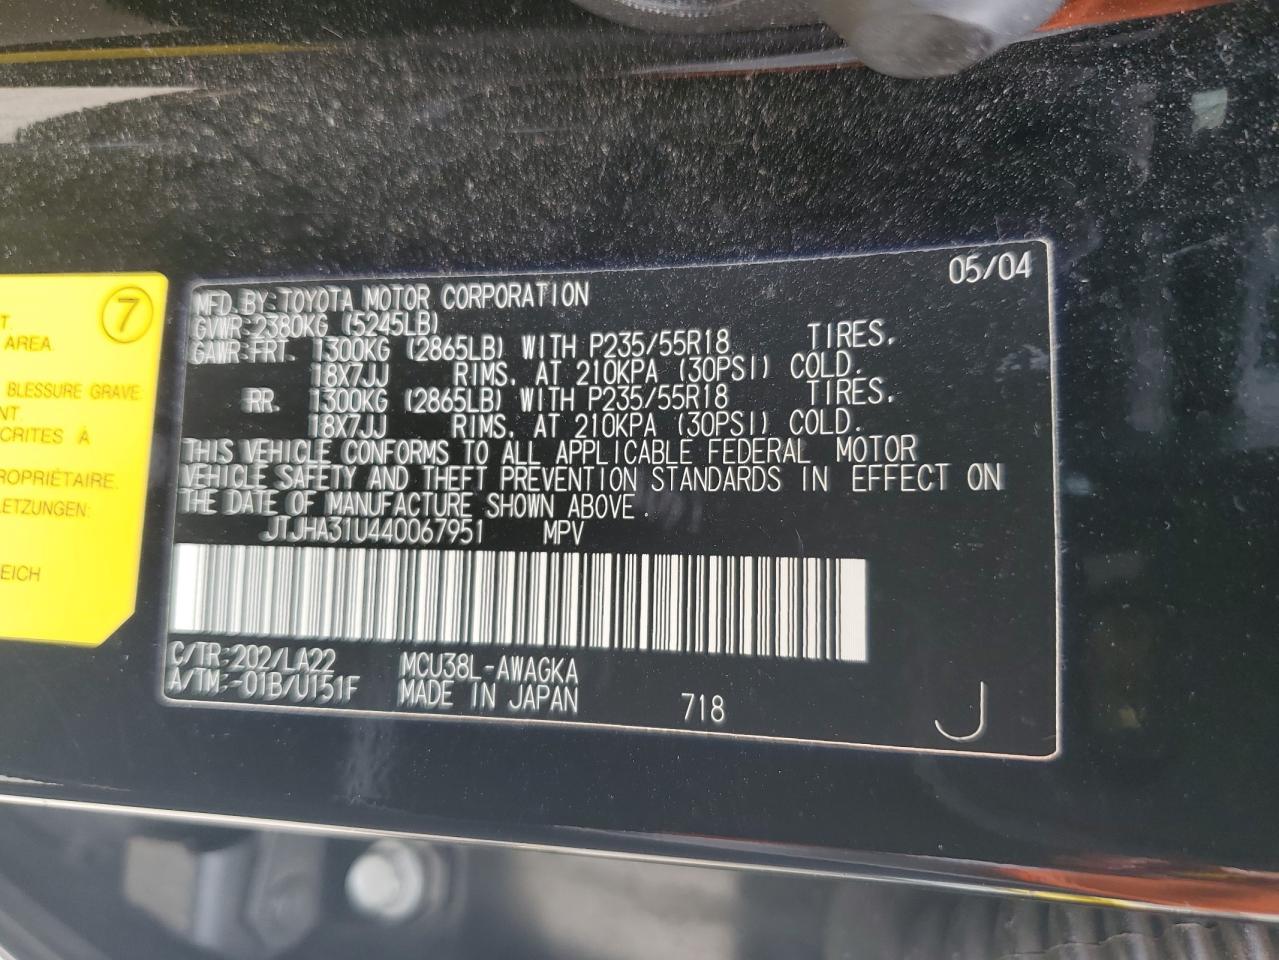 7
T.
AREA
BLESSURE GRAVE
NT.
CRITES À
ROPRIÉTAIRE.
LETZUNGEN:
EICH
05/04
MFD. BY: TOYOTA MOTOR CORPORATION
GVWR: 2380KG (5245LB)
GAWR: FRT. 1300KG (2865LB) WITH P235/55R18 TIRES,
18X7JJ RIMS, AT 210KPA (30PSI) COLD.
RR. 1300KG (2865LB) WITH P235/55R18 TIRES,
18X7JJ RIMS, AT 210KPA (30PSI) COLD.
THIS VEHICLE CONFORMS TO ALL APPLICABLE FEDERAL MOTOR
VEHICLE SAFETY AND THEFT PREVENTION STANDARDS IN EFFECT ON
THE DATE OF MANUFACTURE SHOWN ABOVE.
JTJHA31U440067951 MPV
C/TR: 202/LA22 MCU38L-AWAGKA
A/TM: -01B/U151F MADE IN JAPAN 718 J